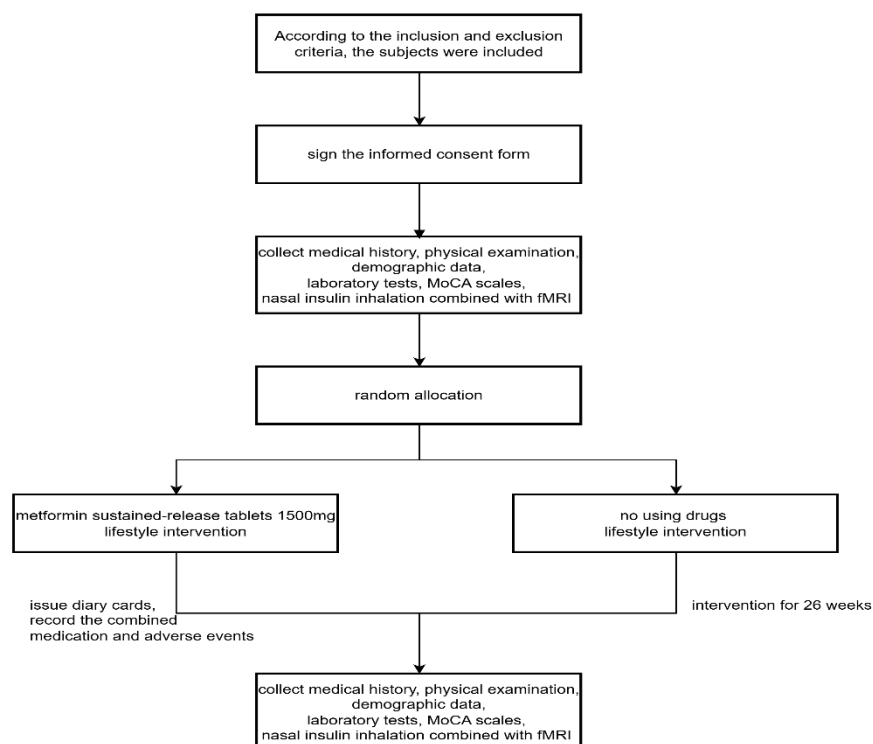 According to the inclusion and exclusion
criteria, the subjects were included
sign the informed consent form
collect medical history, physical examination,
demographic data,
laboratory tests, MoCA scales,
nasal insulin inhalation combined with fMRI
random allocation
metformin sustained-release tablets 1500mg
lifestyle intervention
no using drugs
lifestyle intervention
issue diary cards,
record the combined
medication and adverse events
intervention for 26 weeks
collect medical history, physical examination,
demographic data,
laboratory tests, MoCA scales,
nasal insulin inhalation combined with fMRI